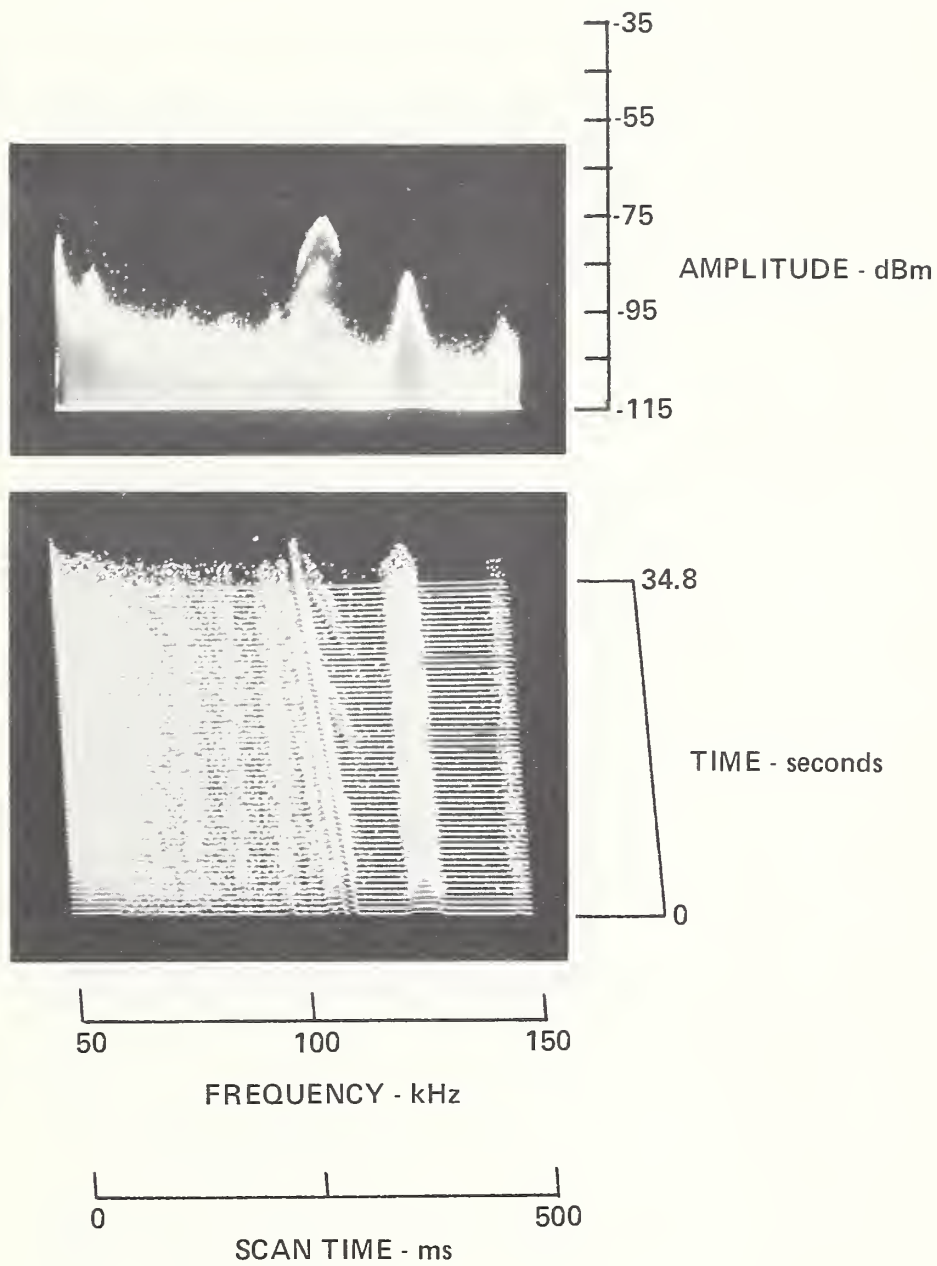 -35
-55
-75
AMPLITUDE - dBm
-95
-115
34.8
TIME - seconds
0
50 100 150
FREQUENCY - kHz
0 500
SCAN TIME - ms